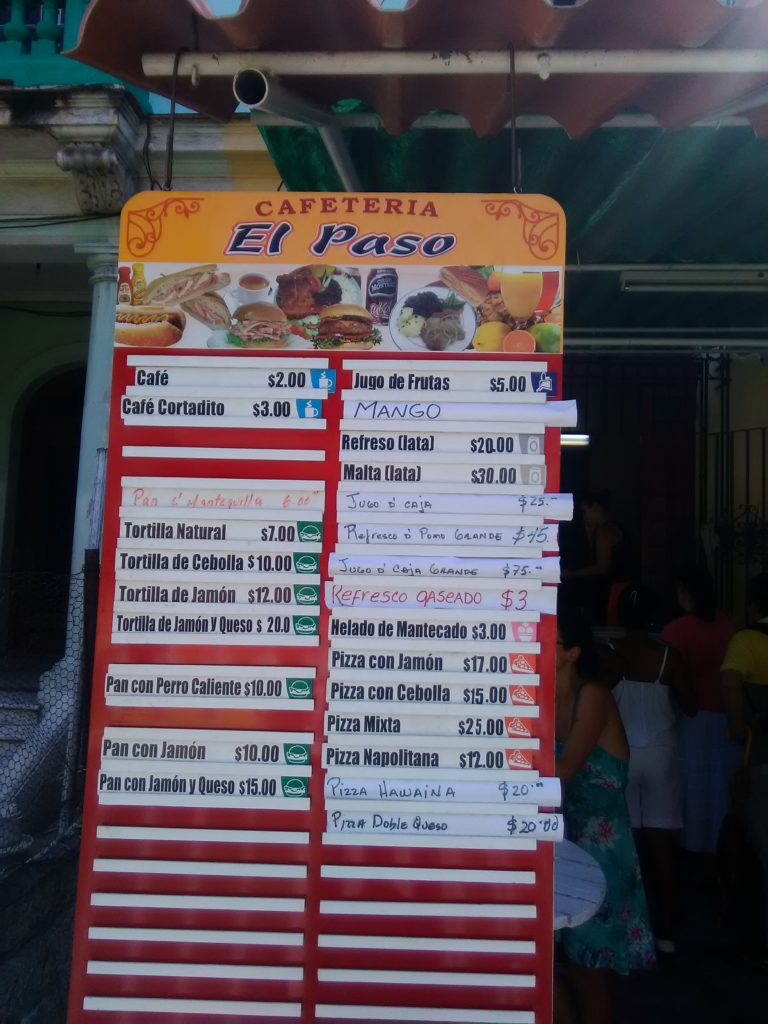 CAFETERIA
El Paso
Café $2.00
Café Cortadito $3.00
Pan c/ Mantequilla 6.00
Tortilla Natural $7.00
Tortilla de Cebolla $10.00
Tortilla de Jamón $12.00
Tortilla de Jamón Y Queso $ 20.0
Pan con Perro Caliente $10.00
Pan con Jamón $10.00
Pan con Jamón y Queso $15.00
Jugo de Frutas $5.00
MANGO
Refreso (lata) $20.00
Malta (lata) $30.00
JUGO D' CAJA $25.-
Refresco D' Pomo GRANDE $45.
JUGO D' CAJA GRANDE $75.-
REFRESCO GASEADO $3
Helado de Mantecado $3.00
Pizza con Jamón $17.00
Pizza con Cebolla $15.00
Pizza Mixta $25.00
Pizza Napolitana $12.00
PIZZA HAWAINA $20.00
PIZZA DOBLE QUESO $20.00